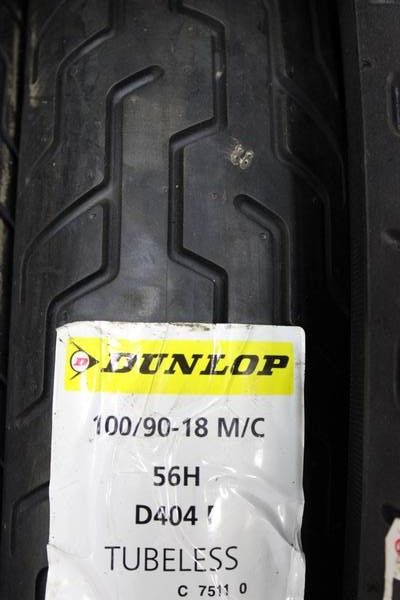 DUNLOP
100/90-18 M/C
56H
D404
TUBELESS
C 7511 0